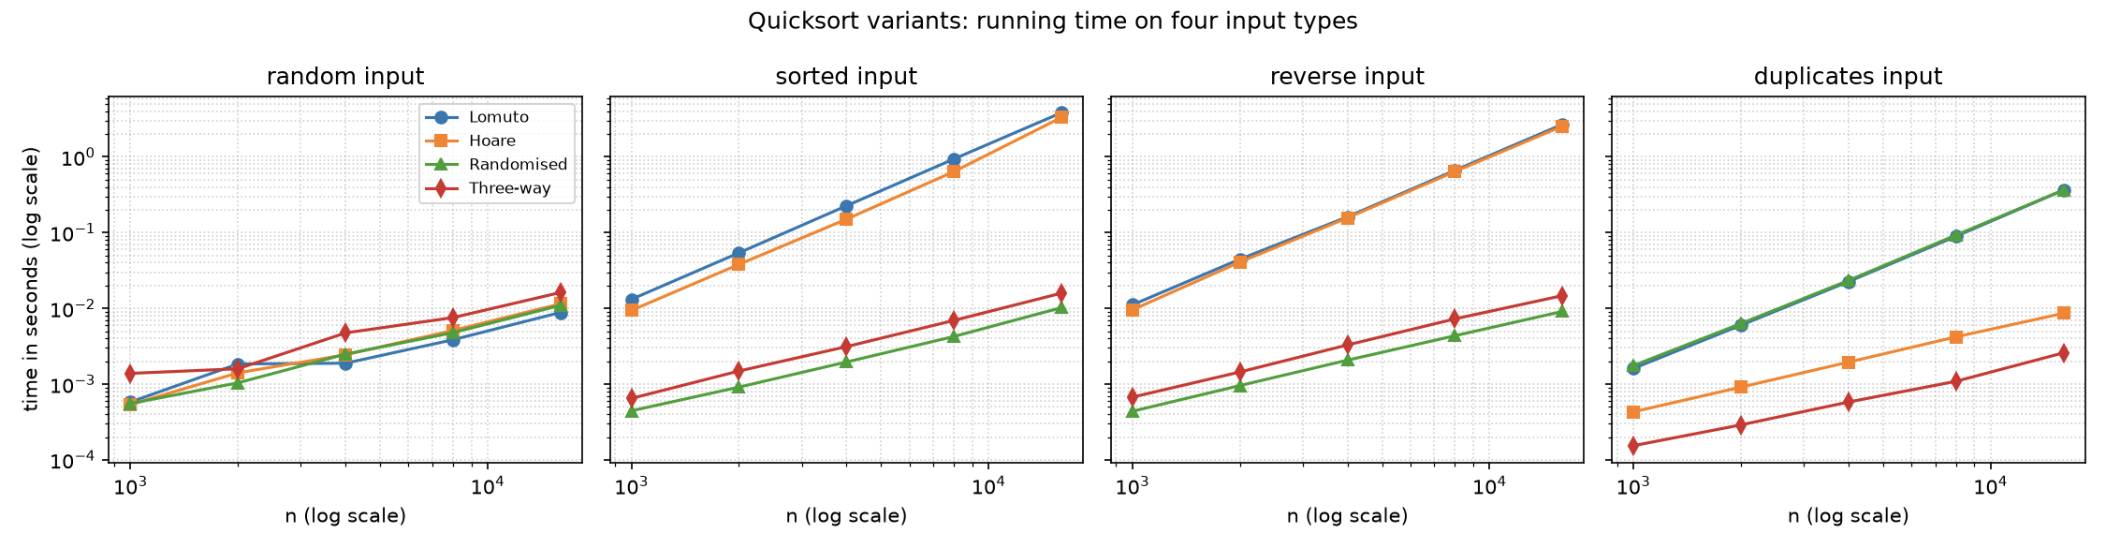 Quicksort variants: running time on four input types
random input
sorted input
reverse input
duplicates input
time in seconds (log scale)
10⁰
10⁻¹
10⁻²
10⁻³
10⁻⁴
Lomuto
Hoare
Randomised
Three-way
10³ 10⁴
10³ 10⁴
10³ 10⁴
10³ 10⁴
n (log scale)
n (log scale)
n (log scale)
n (log scale)